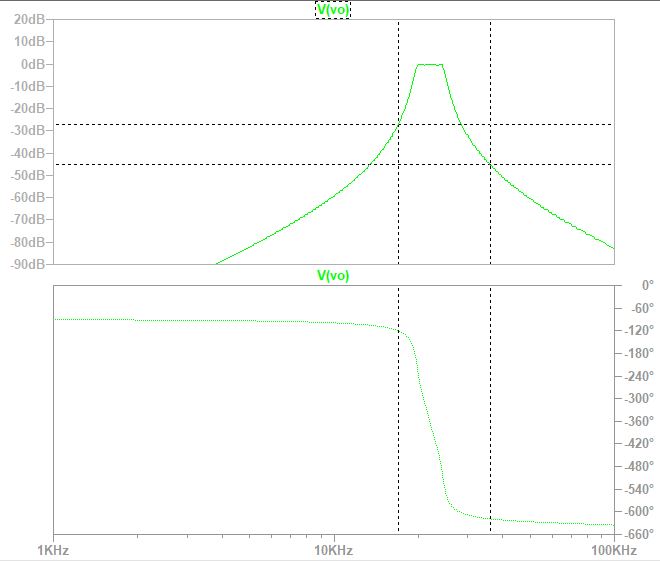 V(vo)
20dB
10dB
0dB
-10dB
-20dB
-30dB
-40dB
-50dB
-60dB
-70dB
-80dB
-90dB
V(vo)
0°
-60°
-120°
-180°
-240°
-300°
-360°
-420°
-480°
-540°
-600°
-660°
1KHz 10KHz 100KHz